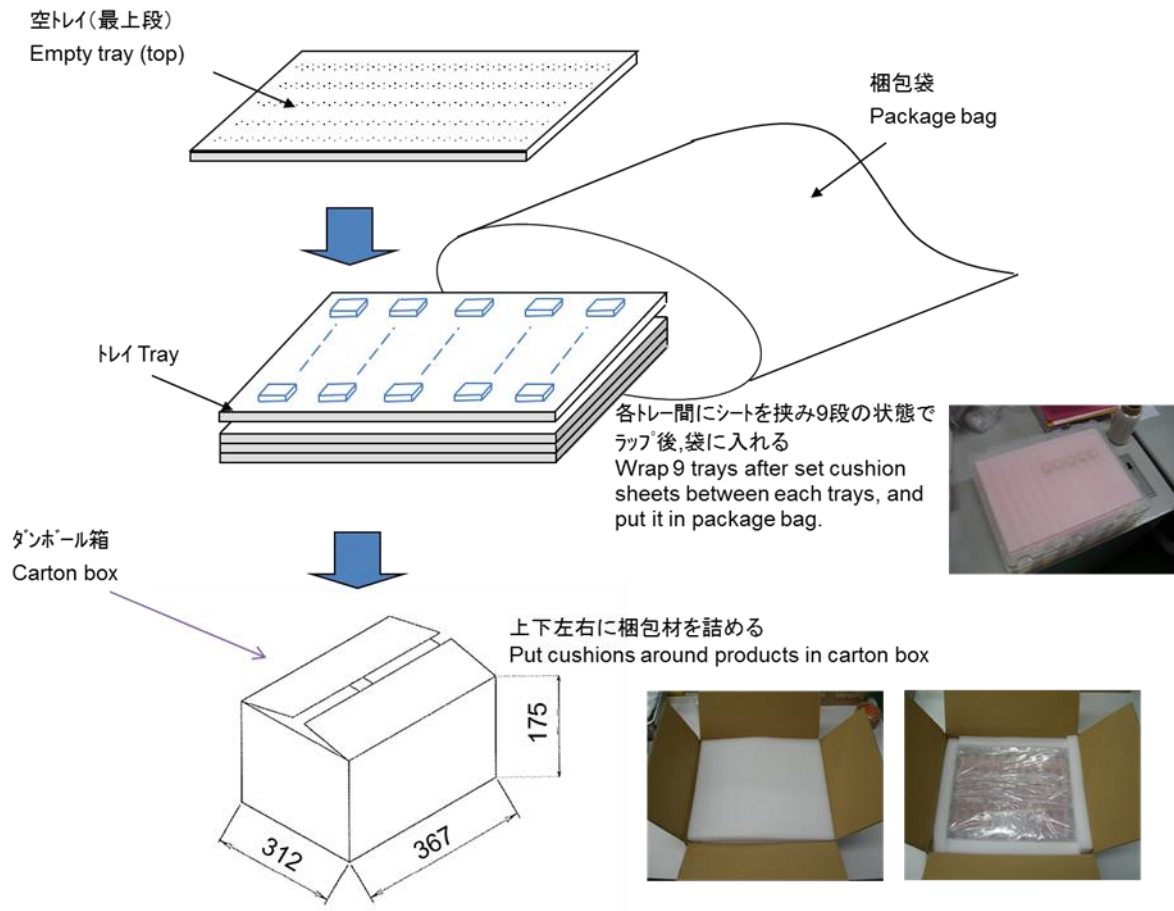 空トレイ(最上段)
Empty tray (top)
梱包袋
Package bag
トレイ Tray
各トレー間にシートを挟み9段の状態で
ラップ後,袋に入れる
Wrap 9 trays after set cushion
sheets between each trays, and
put it in package bag.
ダンボール箱
Carton box
上下左右に梱包材を詰める
Put cushions around products in carton box
175
312
367